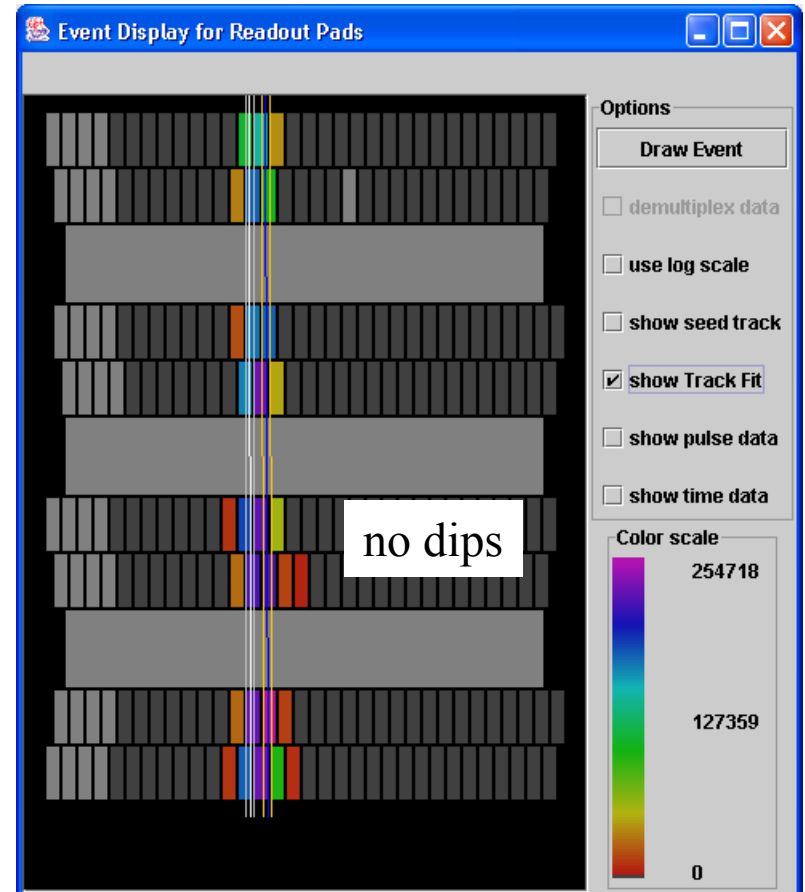 Event Display for Readout Pads
Options
Draw Event
demultiplex data
use log scale
show seed track
show Track Fit
show pulse data
show time data
no dips
Color scale
254718
127359
0